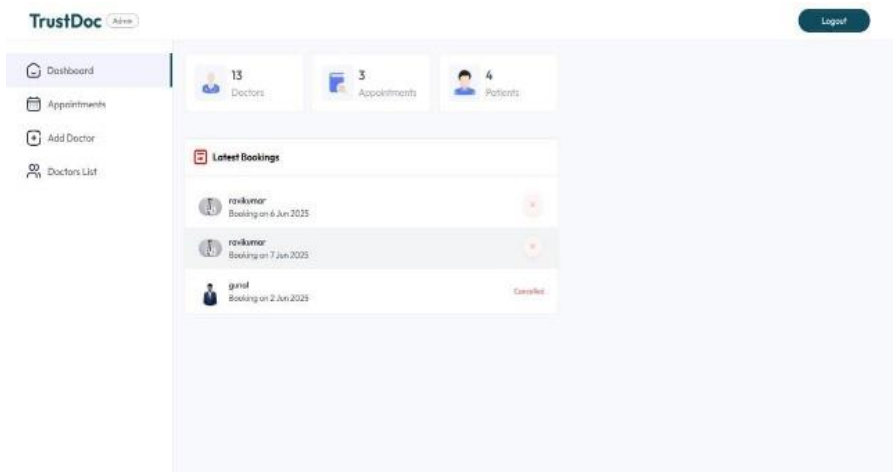 TrustDoc Admin
Logout
Dashboard
Appointments
Add Doctor
Doctors List
13
Doctors
3
Appointments
4
Patients
Latest Bookings
ravikumar
Booking on 6 Jun 2025
ravikumar
Booking on 7 Jun 2025
gunal
Booking on 2 Jun 2025
Cancelled